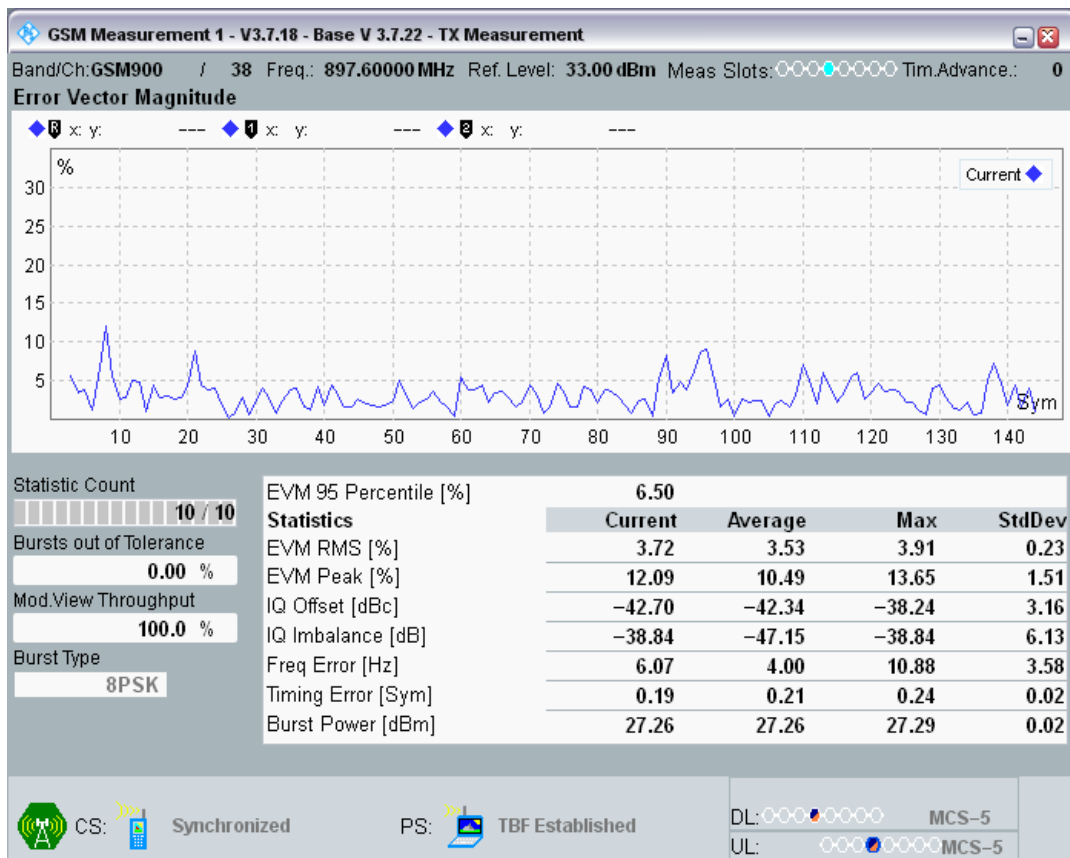 GSM Measurement 1 - V3.7.18 - Base V 3.7.22 - TX Measurement
Band/Ch:GSM900 / 38 Freq.: 897.60000 MHz Ref. Level: 33.00 dBm Meas Slots: Tim.Advance.: 0
Error Vector Magnitude
R x: y: --- 1 x: y: --- 2 x: y: ---
%
Current
30
25
20
15
10
5
Sym
10 20 30 40 50 60 70 80 90 100 110 120 130 140
Statistic Count
10 / 10
Bursts out of Tolerance
0.00 %
Mod.View Throughput
100.0 %
Burst Type
8PSK
EVM 95 Percentile [%] 6.50
Statistics Current Average Max StdDev
EVM RMS [%] 3.72 3.53 3.91 0.23
EVM Peak [%] 12.09 10.49 13.65 1.51
IQ Offset [dBc] −42.70 −42.34 −38.24 3.16
IQ Imbalance [dB] −38.84 −47.15 −38.84 6.13
Freq Error [Hz] 6.07 4.00 10.88 3.58
Timing Error [Sym] 0.19 0.21 0.24 0.02
Burst Power [dBm] 27.26 27.26 27.29 0.02
CS: Synchronized PS: TBF Established
DL: MCS−5
UL: MCS−5